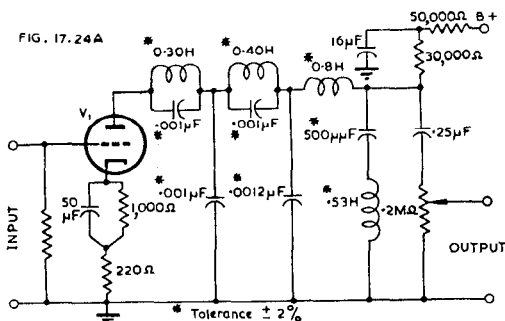 FIG. 17.24A
50,000Ω B+
16µF
30,000Ω
* 0·30H
* 0·40H
* 0·8H
V₁
·001µF
*
·001µF
*
* 500µµF
·25µF
* ·001µF
* ·0012µF
50 µF
1,000Ω
* ·53H
·2MΩ
INPUT
220Ω
OUTPUT
* Tolerance ± 2%